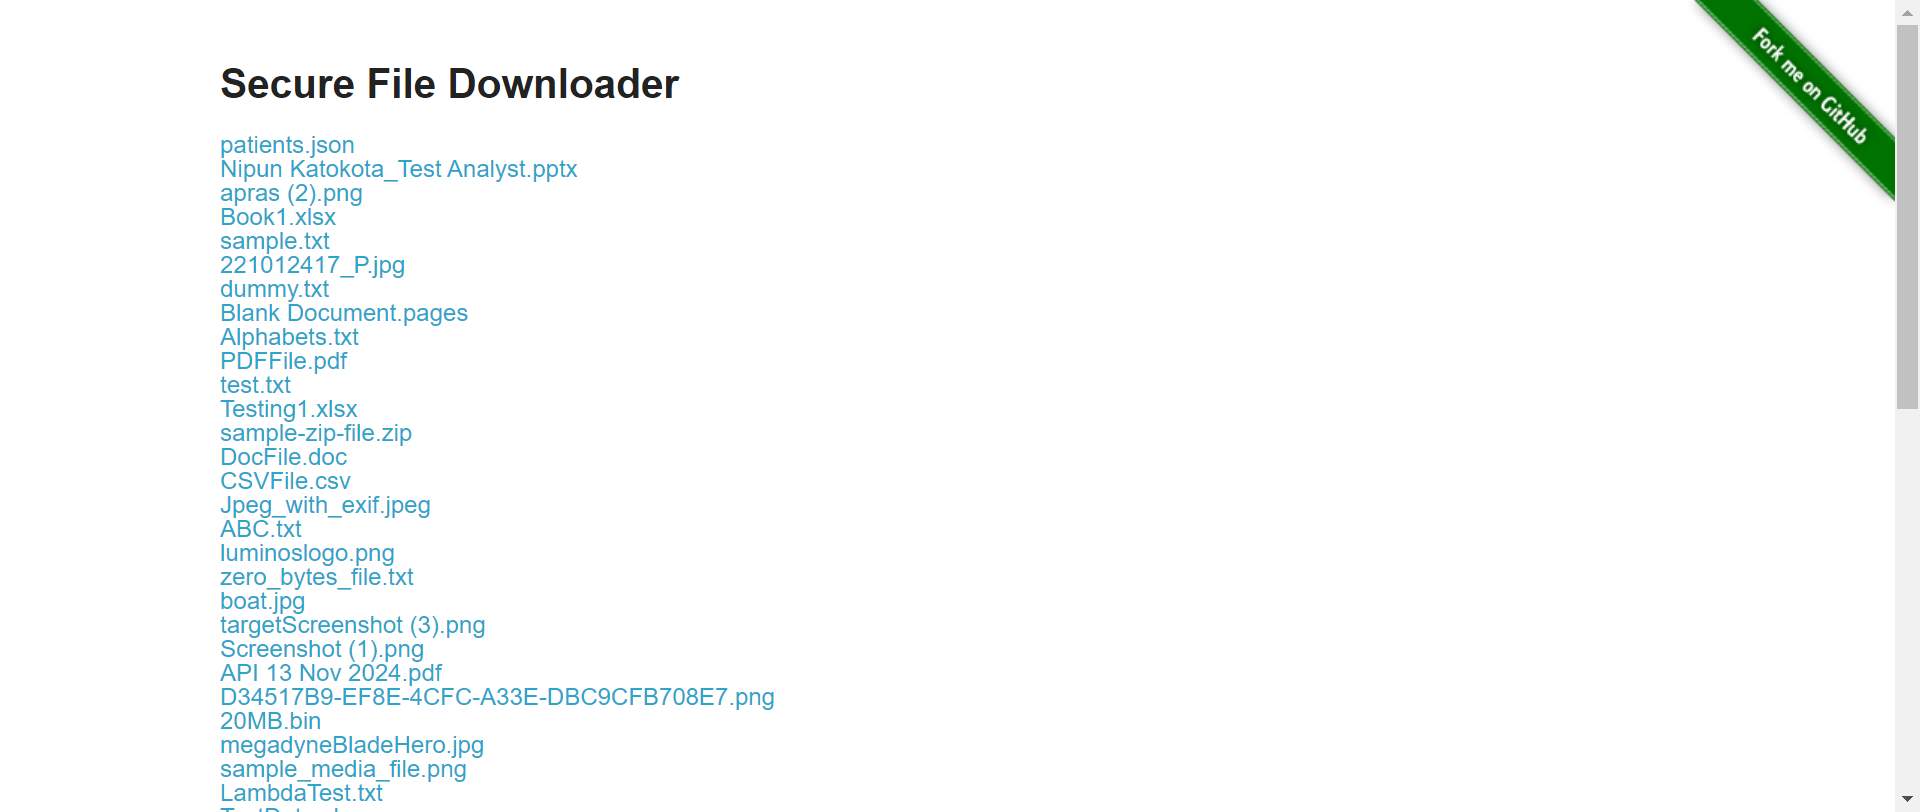 Secure File Downloader
Fork me on GitHub
patients.json
Nipun Katokota_Test Analyst.pptx
apras (2).png
Book1.xlsx
sample.txt
221012417_P.jpg
dummy.txt
Blank Document.pages
Alphabets.txt
PDFFile.pdf
test.txt
Testing1.xlsx
sample-zip-file.zip
DocFile.doc
CSVFile.csv
Jpeg_with_exif.jpeg
ABC.txt
luminoslogo.png
zero_bytes_file.txt
boat.jpg
targetScreenshot (3).png
Screenshot (1).png
API 13 Nov 2024.pdf
D34517B9-EF8E-4CFC-A33E-DBC9CFB708E7.png
20MB.bin
megadyneBladeHero.jpg
sample_media_file.png
LambdaTest.txt